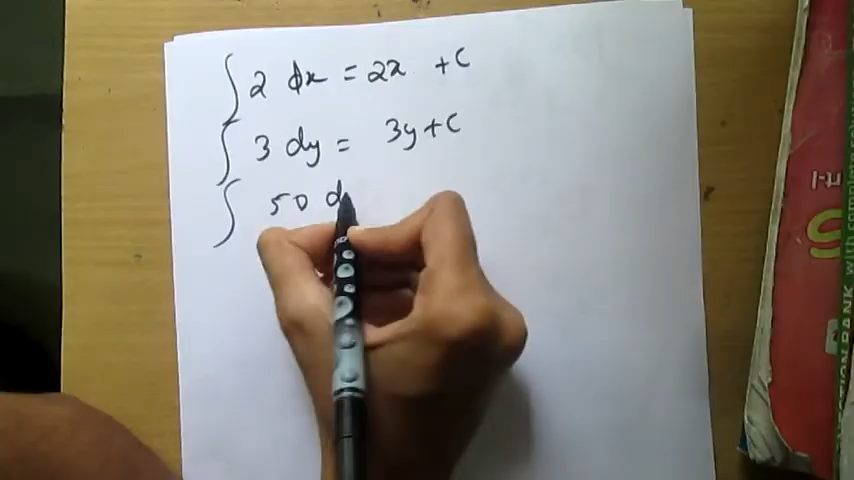 ∫ 2 dx = 2x + C
∫ 3 dy = 3y + C
∫ 50 d